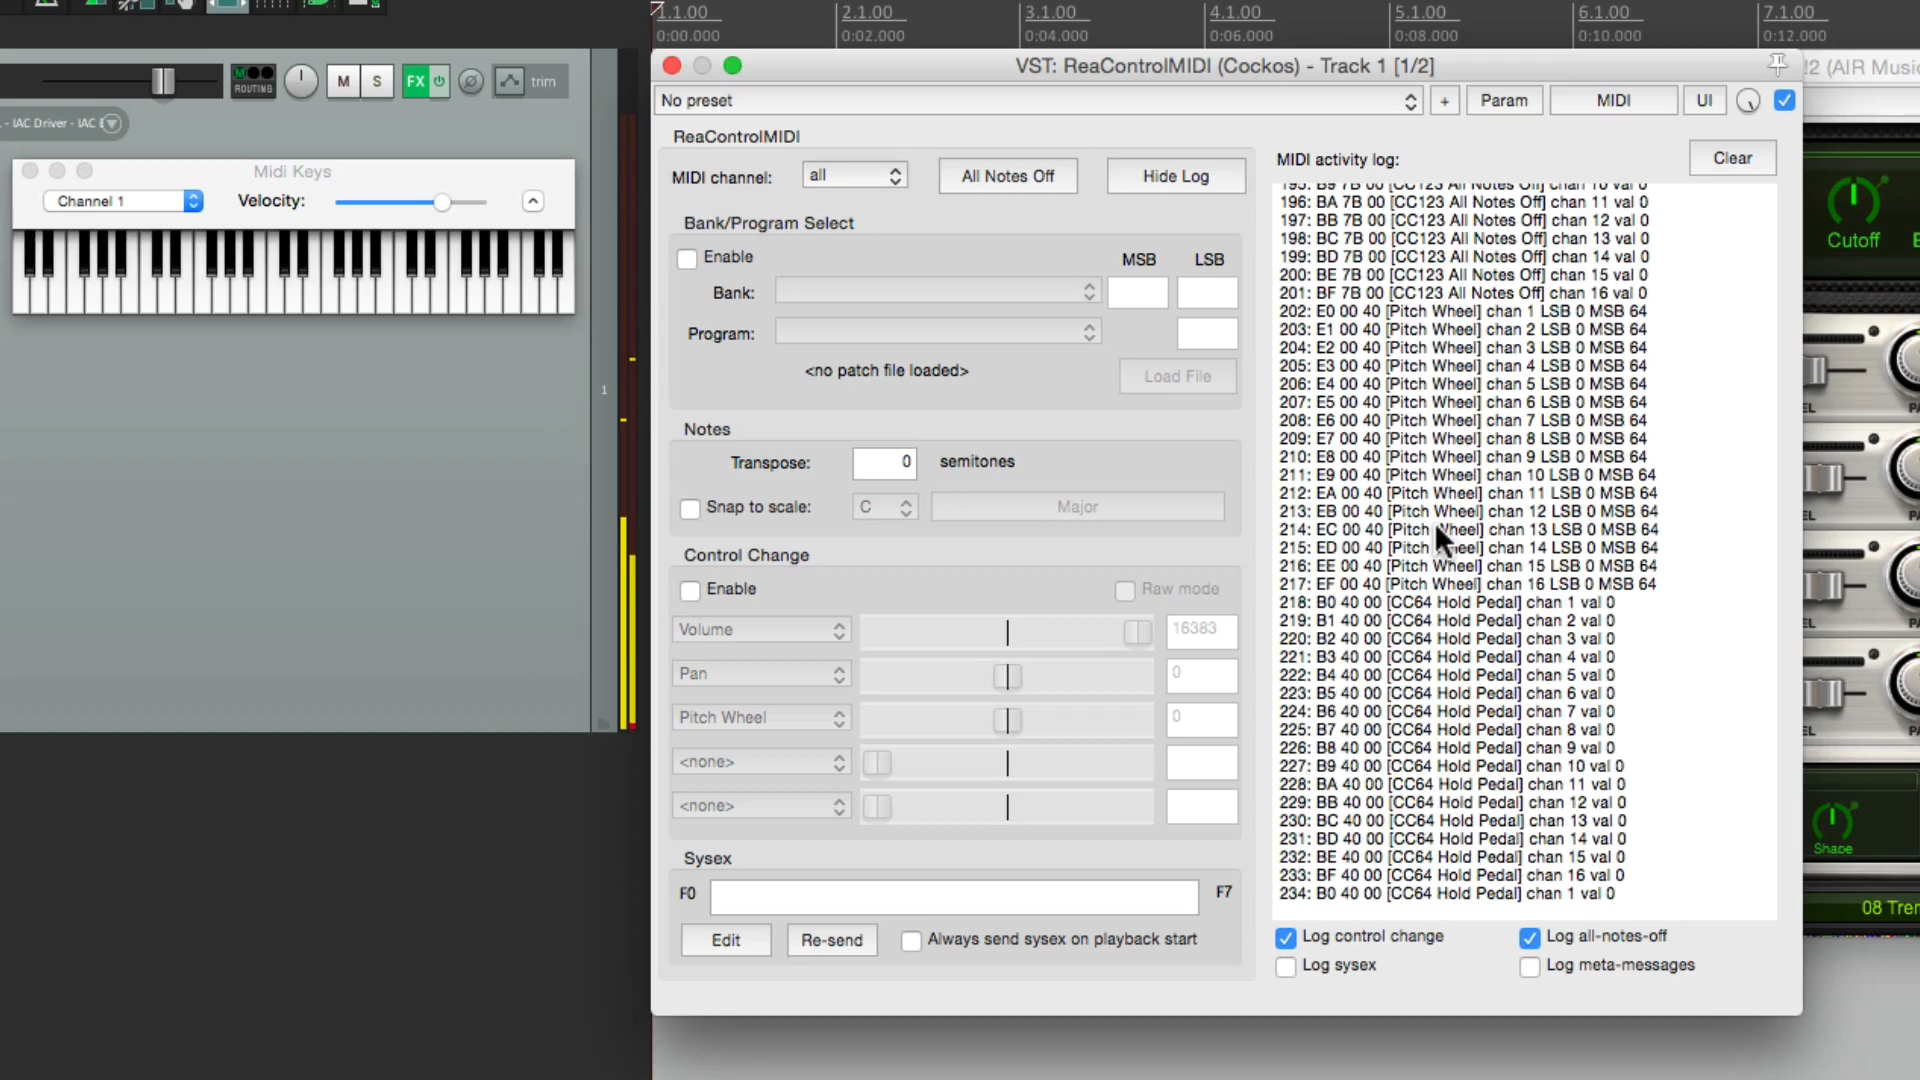 1.1.00 2.1.00 3.1.00 4.1.00 5.1.00 6.1.00 7.1.00
0:00.000 0:02.000 0:04.000 0:06.000 0:08.000 0:10.000 0:12.000
VST: ReaControlMIDI (Cockos) - Track 1 [1/2]
ROUTING M S FX trim
No preset + Param MIDI UI
- IAC Driver - IAC
Midi Keys
Channel 1 Velocity:
1
ReaControlMIDI
MIDI channel: all All Notes Off Hide Log
Bank/Program Select
Enable MSB LSB
Bank:
Program:
<no patch file loaded> Load File
Notes
Transpose: 0 semitones
Snap to scale: C Major
Control Change
Enable Raw mode
Volume 16383
Pan 0
Pitch Wheel 0
<none>
<none>
Sysex
F0 F7
Edit Re-send Always send sysex on playback start
MIDI activity log: Clear
195: B9 7B 00 [CC123 All Notes Off] chan 10 val 0
196: BA 7B 00 [CC123 All Notes Off] chan 11 val 0
197: BB 7B 00 [CC123 All Notes Off] chan 12 val 0
198: BC 7B 00 [CC123 All Notes Off] chan 13 val 0
199: BD 7B 00 [CC123 All Notes Off] chan 14 val 0
200: BE 7B 00 [CC123 All Notes Off] chan 15 val 0
201: BF 7B 00 [CC123 All Notes Off] chan 16 val 0
202: E0 00 40 [Pitch Wheel] chan 1 LSB 0 MSB 64
203: E1 00 40 [Pitch Wheel] chan 2 LSB 0 MSB 64
204: E2 00 40 [Pitch Wheel] chan 3 LSB 0 MSB 64
205: E3 00 40 [Pitch Wheel] chan 4 LSB 0 MSB 64
206: E4 00 40 [Pitch Wheel] chan 5 LSB 0 MSB 64
207: E5 00 40 [Pitch Wheel] chan 6 LSB 0 MSB 64
208: E6 00 40 [Pitch Wheel] chan 7 LSB 0 MSB 64
209: E7 00 40 [Pitch Wheel] chan 8 LSB 0 MSB 64
210: E8 00 40 [Pitch Wheel] chan 9 LSB 0 MSB 64
211: E9 00 40 [Pitch Wheel] chan 10 LSB 0 MSB 64
212: EA 00 40 [Pitch Wheel] chan 11 LSB 0 MSB 64
213: EB 00 40 [Pitch Wheel] chan 12 LSB 0 MSB 64
214: EC 00 40 [Pitch Wheel] chan 13 LSB 0 MSB 64
215: ED 00 40 [Pitch Wheel] chan 14 LSB 0 MSB 64
216: EE 00 40 [Pitch Wheel] chan 15 LSB 0 MSB 64
217: EF 00 40 [Pitch Wheel] chan 16 LSB 0 MSB 64
218: B0 40 00 [CC64 Hold Pedal] chan 1 val 0
219: B1 40 00 [CC64 Hold Pedal] chan 2 val 0
220: B2 40 00 [CC64 Hold Pedal] chan 3 val 0
221: B3 40 00 [CC64 Hold Pedal] chan 4 val 0
222: B4 40 00 [CC64 Hold Pedal] chan 5 val 0
223: B5 40 00 [CC64 Hold Pedal] chan 6 val 0
224: B6 40 00 [CC64 Hold Pedal] chan 7 val 0
225: B7 40 00 [CC64 Hold Pedal] chan 8 val 0
226: B8 40 00 [CC64 Hold Pedal] chan 9 val 0
227: B9 40 00 [CC64 Hold Pedal] chan 10 val 0
228: BA 40 00 [CC64 Hold Pedal] chan 11 val 0
229: BB 40 00 [CC64 Hold Pedal] chan 12 val 0
230: BC 40 00 [CC64 Hold Pedal] chan 13 val 0
231: BD 40 00 [CC64 Hold Pedal] chan 14 val 0
232: BE 40 00 [CC64 Hold Pedal] chan 15 val 0
233: BF 40 00 [CC64 Hold Pedal] chan 16 val 0
234: B0 40 00 [CC64 Hold Pedal] chan 1 val 0
Log control change Log all-notes-off
Log sysex Log meta-messages
!2 (AIR Music
Cutoff
Shape
08 Trer